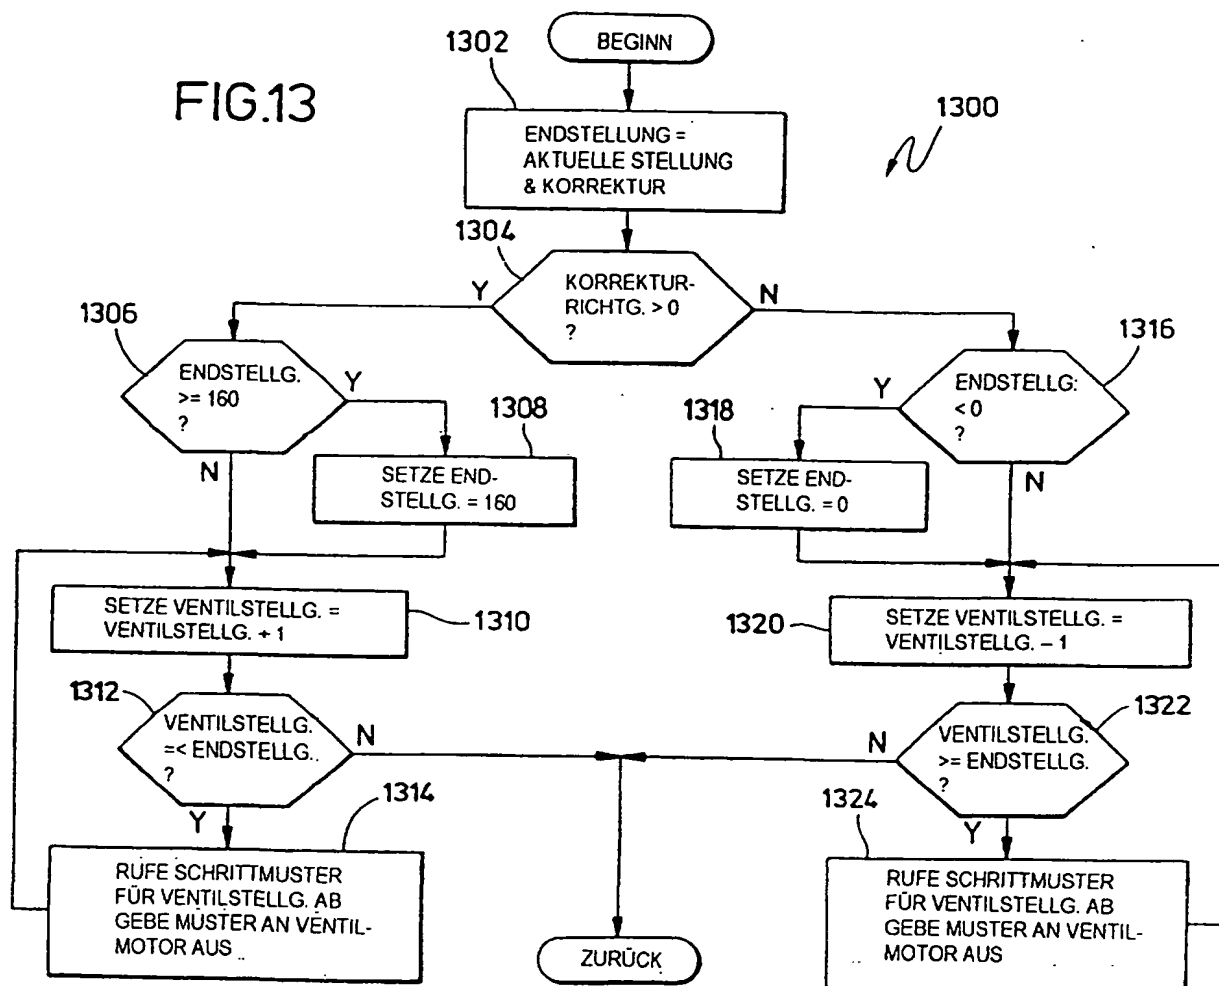 FIG.13
BEGINN
1302
1300
ENDSTELLUNG =
AKTUELLE STELLUNG
& KORREKTUR
1304
KORREKTUR-
RICHTG. > 0
?
Y
N
1306
ENDSTELLG.
>= 160
?
Y
N
1308
SETZE END-
STELLG. = 160
1316
ENDSTELLG:
< 0
?
Y
N
1318
SETZE END-
STELLG. = 0
SETZE VENTILSTELLG. =
VENTILSTELLG. + 1
1310
1320
SETZE VENTILSTELLG. =
VENTILSTELLG. – 1
1312
VENTILSTELLG.
=< ENDSTELLG.
?
N
Y
1322
VENTILSTELLG.
>= ENDSTELLG.
?
N
Y
1314
RUFE SCHRITTMUSTER
FÜR VENTILSTELLG. AB
GEBE MUSTER AN VENTIL-
MOTOR AUS
1324
RUFE SCHRITTMUSTER
FÜR VENTILSTELLG. AB
GEBE MUSTER AN VENTIL-
MOTOR AUS
ZURÜCK